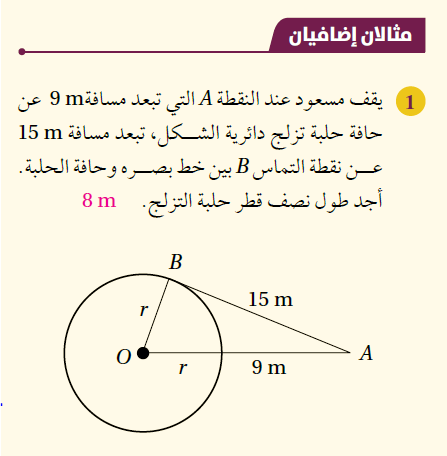 مثالان إضافيان
1 يقف مسعود عند النقطة A التي تبعد مسافة 9 m عن
حافة حلبة تزلج دائرية الشكل، تبعد مسافة 15 m
عن نقطة التماس B بين خط بصره وحافة الحلبة.
أجد طول نصف قطر حلبة التزلج. 8 m
B
15 m
r
O
A
r
9 m